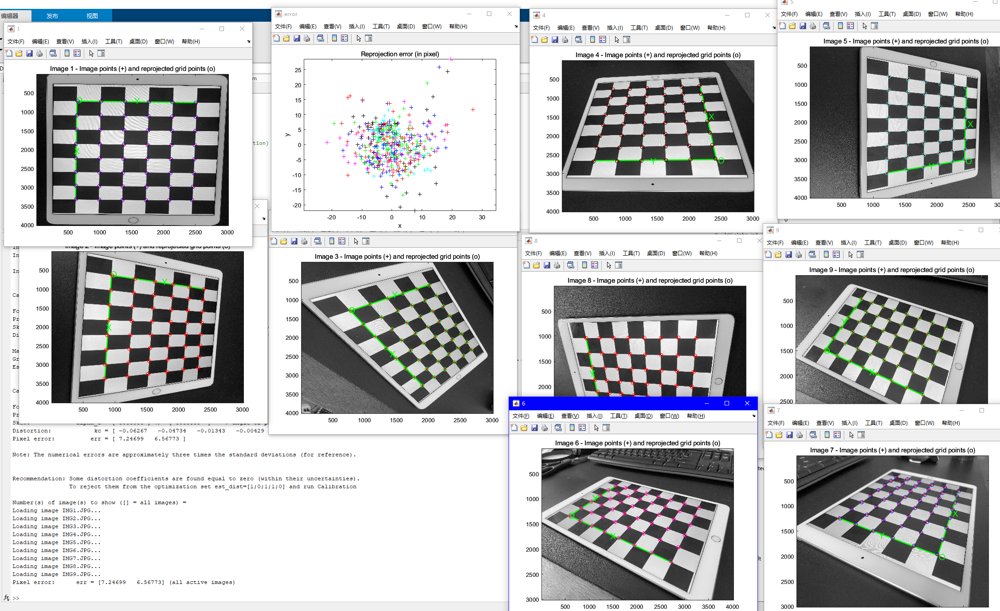 编辑器 发布 视图
1
文件(F) 编辑(E) 查看(V) 插入(I) 工具(T) 桌面(D) 窗口(W) 帮助(H)
Image 1 - Image points (+) and reprojected grid points (o)
500
1000
1500
2000
2500
3000
3500
4000
500 1000 1500 2000 2500 3000
O Y
X
error
文件(F) 编辑(E) 查看(V) 插入(I) 工具(T) 桌面(D) 窗口(W) 帮助(H)
Reprojection error (in pixel)
25
20
15
10
5
0
-5
-10
-15
-20
y
-20 -10 0 10 20 30
x
4
文件(F) 编辑(E) 查看(V) 插入(I) 工具(T) 桌面(D) 窗口(W) 帮助(H)
Image 4 - Image points (+) and reprojected grid points (o)
500
1000
1500
2000
2500
3000
3500
4000
500 1000 1500 2000 2500 3000
X
Y O
5
文件(F) 编辑(E) 查看(V) 插入(I) 工具(T) 桌面(D) 窗口(W) 帮助(H)
Image 5 - Image points (+) and reprojected grid points (o)
500
1000
1500
2000
2500
3000
3500
4000
500 1000 1500 2000 2500
X
Y O
m
tion)
Image 2 - Image points (+) and reprojected grid points (o)
500
1000
1500
2000
2500
3000
3500
4000
500 1000 1500 2000 2500 3000
O Y
X
Image 3 - Image points (+) and reprojected grid points (o)
500
1000
1500
2000
2500
3000
3500
4000
500 1000 1500 2000 2500 3000
O Y
X
8
文件(F) 编辑(E) 查看(V) 插入(I) 工具(T) 桌面(D) 窗口(W) 帮助(H)
Image 8 - Image points (+) and reprojected grid points (o)
500
1000
1500
2000
Y
9
文件(F) 编辑(E) 查看(V) 插入(I) 工具(T) 桌面(D) 窗口(W) 帮助(H)
Image 9 - Image points (+) and reprojected grid points (o)
500
1000
1500
2000
2500
Y
O X
6
文件(F) 编辑(E) 查看(V) 插入(I) 工具(T) 桌面(D) 窗口(W) 帮助(H)
Image 6 - Image points (+) and reprojected grid points (o)
500
1000
1500
2000
2500
3000
500 1000 1500 2000 2500 3000 3500 4000
Y
O
X
7
文件(F) 编辑(E) 查看(V) 插入(I) 工具(T) 桌面(D) 窗口(W) 帮助(H)
Image 7 - Image points (+) and reprojected grid points (o)
500
1000
1500
2000
2500
3000
X
Y
O
In
In
In
Ca
Fo
Pr
Sk
Di
Ma
Gr
Es
Ca
Fo
Pr
Distortion: kc = [ -0.06267 -0.04734 -0.01343 -0.00429
Pixel error: err = [ 7.24699 6.56773 ]
Note: The numerical errors are approximately three times the standard deviations (for reference).
Recommendation: Some distortion coefficients are found equal to zero (within their uncertainties).
To reject them from the optimization set est_dist=[1;0;1;1;0] and run Calibration
Number(s) of image(s) to show ([] = all images) =
Loading image IMG1.JPG...
Loading image IMG2.JPG...
Loading image IMG3.JPG...
Loading image IMG4.JPG...
Loading image IMG5.JPG...
Loading image IMG6.JPG...
Loading image IMG7.JPG...
Loading image IMG8.JPG...
Loading image IMG9.JPG...
Pixel error: err = [7.24699 6.56773] (all active images)
fx >>